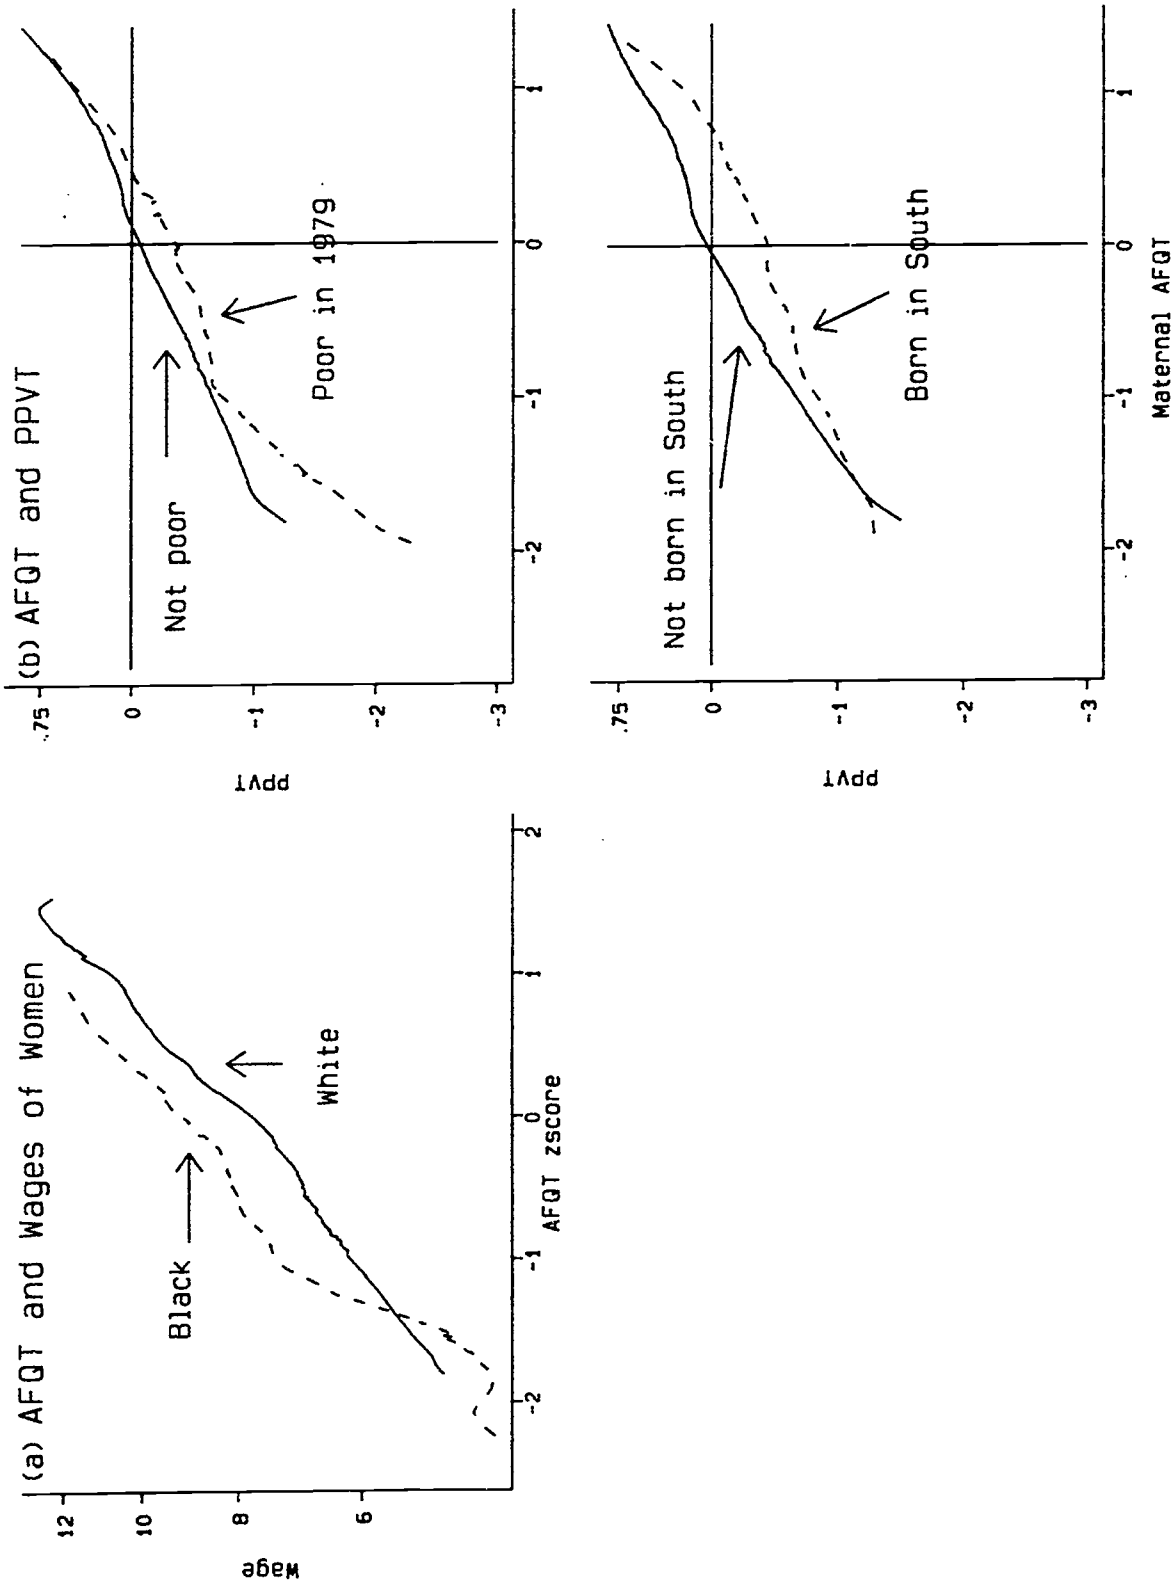 (a) AFQT and Wages of Women
12
10
8
6
Wage
Black
White
-2
-1
0
1
2
AFQT zscore
(b) AFQT and PPVT
.75
0
-1
-2
-3
PPVT
Not poor
Poor in 1979
-2
-1
0
1
.75
0
-1
-2
-3
PPVT
Not born in South
Born in South
-2
-1
0
1
Maternal AFQT